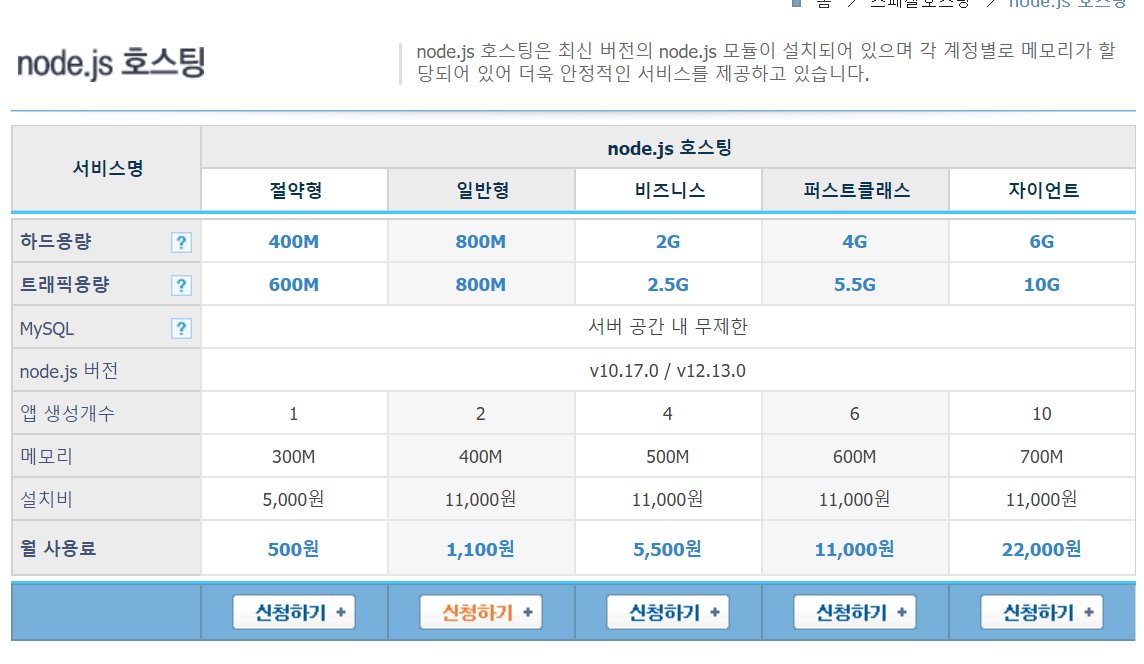 홈 > 스페셜호스팅 > node.js 호스팅
node.js 호스팅
node.js 호스팅은 최신 버전의 node.js 모듈이 설치되어 있으며 각 계정별로 메모리가 할
당되어 있어 더욱 안정적인 서비스를 제공하고 있습니다.
서비스명
node.js 호스팅
절약형 일반형 비즈니스 퍼스트클래스 자이언트
하드용량 ? 400M 800M 2G 4G 6G
트래픽용량 ? 600M 800M 2.5G 5.5G 10G
MySQL ? 서버 공간 내 무제한
node.js 버전 v10.17.0 / v12.13.0
앱 생성개수 1 2 4 6 10
메모리 300M 400M 500M 600M 700M
설치비 5,000원 11,000원 11,000원 11,000원 11,000원
월 사용료 500원 1,100원 5,500원 11,000원 22,000원
신청하기 + 신청하기 + 신청하기 + 신청하기 + 신청하기 +